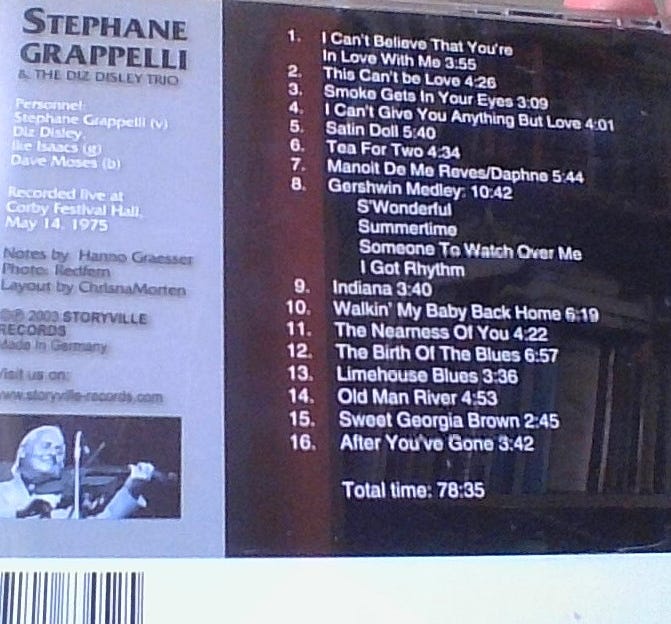 STEPHANE
GRAPPELLI
& THE DIZ DISLEY TRIO
Personnel:
Stephane Grappelli (v)
Diz Disley,
Ike Isaacs (g)
Dave Moses (b)
Recorded live at
Corby Festival Hall,
May 14, 1975
Notes by Hanno Graesser
Photo: Redfern
Layout by ChrisnaMorten
©℗ 2003 STORYVILLE
RECORDS
Made in Germany
Visit us on:
www.storyville-records.com
1. I Can't Believe That You're
In Love With Me 3:55
2. This Can't be Love 4:26
3. Smoke Gets In Your Eyes 3:09
4. I Can't Give You Anything But Love 4:01
5. Satin Doll 5:40
6. Tea For Two 4:34
7. Manoit De Mo Reves/Daphne 5:44
8. Gershwin Medley: 10:42
S'Wonderful
Summertime
Someone To Watch Over Me
I Got Rhythm
9. Indiana 3:40
10. Walkin' My Baby Back Home 6:19
11. The Nearness Of You 4:22
12. The Birth Of The Blues 6:57
13. Limehouse Blues 3:36
14. Old Man River 4:53
15. Sweet Georgia Brown 2:45
16. After You've Gone 3:42
Total time: 78:35